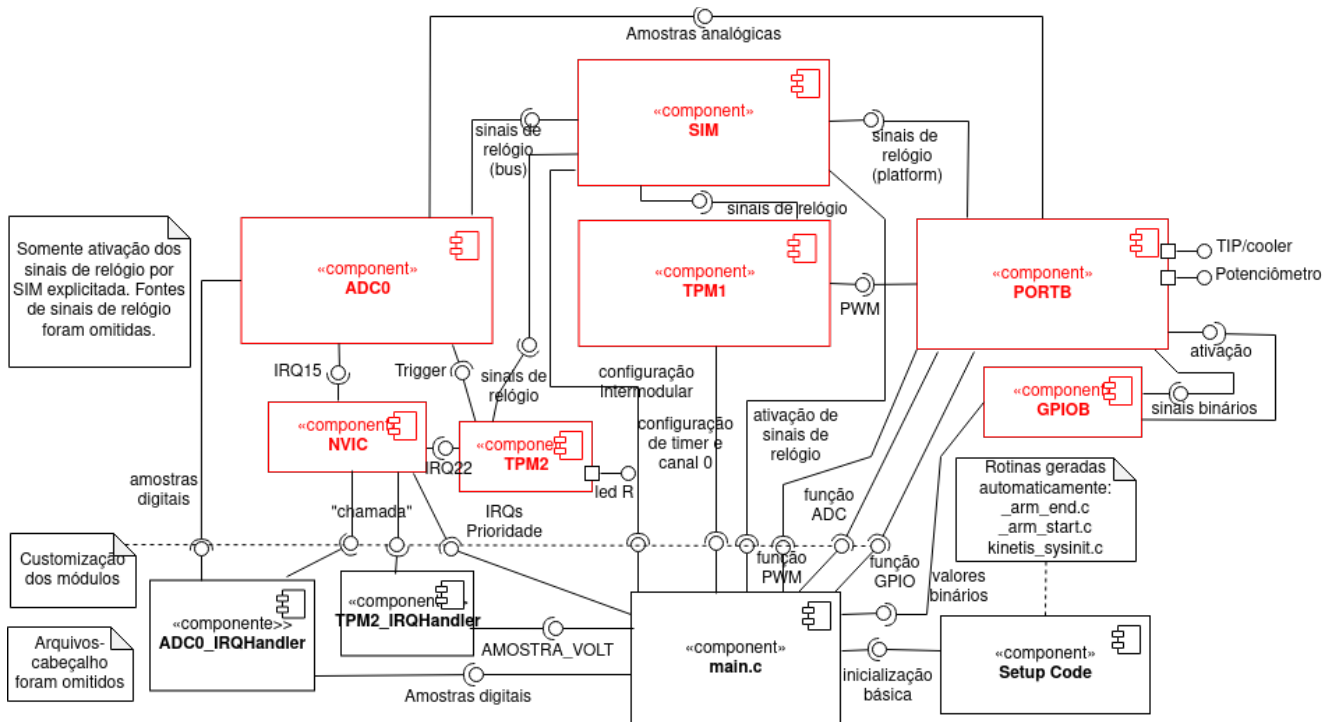 Amostras analógicas
«component»
SIM
sinais de
relógio
(bus)
sinais de
relógio
(platform)
sinais de relógio
Somente ativação dos
sinais de relógio por
SIM explicitada. Fontes
de sinais de relógio
foram omitidas.
«component»
ADC0
«component»
TPM1
PWM
«component»
PORTB
TIP/cooler
Potenciômetro
ativação
IRQ15
Trigger
sinais de
relógio
configuração
intermodular
«component
GPIOB
sinais binários
«component
NVIC
IRQ22
«compone
TPM2
led R
configuração
de timer e
canal 0
ativação de
sinais de
relógio
amostras
digitais
"chamada"
IRQs
Prioridade
função
ADC
Rotinas geradas
automaticamente:
_arm_end.c
_arm_start.c
kinetis_sysinit.c
Customização
dos módulos
função
PWM
função
GPIO
valores
binários
«componente>>
ADC0_IRQHandler
«component
TPM2_IRQHandler
AMOSTRA_VOLT
Arquivos-
cabeçalho
foram omitidos
Amostras digitais
«component»
main.c
inicialização
básica
«component»
Setup Code